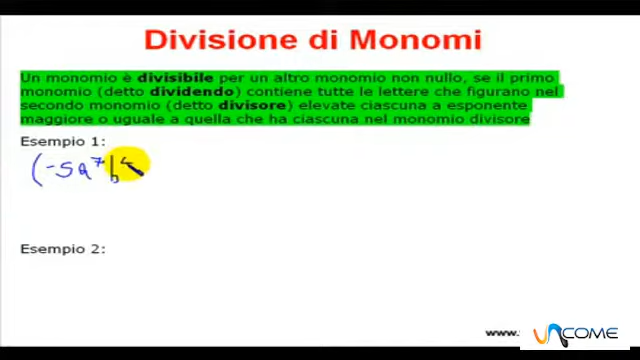 Divisione di Monomi
Un monomio è divisibile per un altro monomio non nullo, se il primo
monomio (detto dividendo) contiene tutte le lettere che figurano nel
secondo monomio (detto divisore) elevate ciascuna a esponente
maggiore o uguale a quella che ha ciascuna nel monomio divisore
Esempio 1:
(-5a⁷b
Esempio 2:
www.
COME